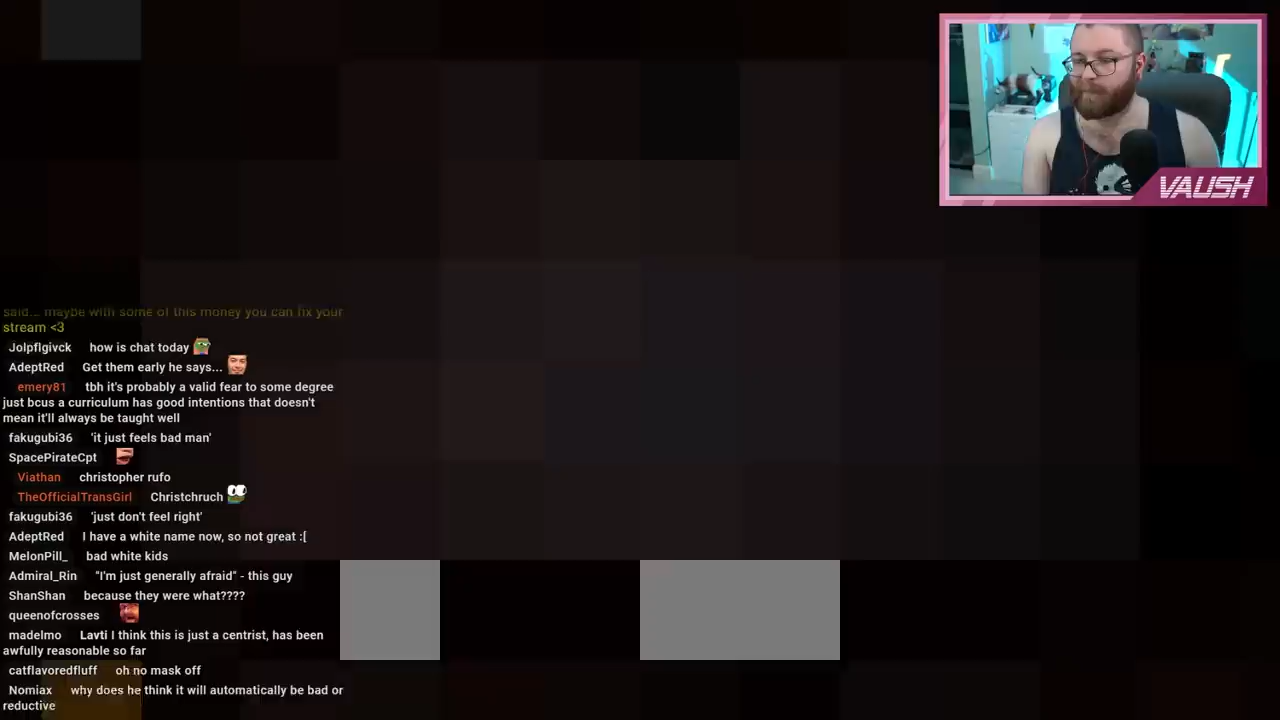 VAUSH
said... maybe with some of this money you can fix your
stream <3
Jolpflgivck how is chat today
AdeptRed Get them early he says...
emery81 tbh it's probably a valid fear to some degree
just bcus a curriculum has good intentions that doesn't
mean it'll always be taught well
fakugubi36 'it just feels bad man'
SpacePirateCpt
Viathan christopher rufo
TheOfficialTransGirl Christchruch
fakugubi36 'just don't feel right'
AdeptRed I have a white name now, so not great :[
MelonPill_ bad white kids
Admiral_Rin "I'm just generally afraid" - this guy
ShanShan because they were what????
queenofcrosses
madelmo Lavti I think this is just a centrist, has been
awfully reasonable so far
catflavoredfluff oh no mask off
Nomiax why does he think it will automatically be bad or
reductive